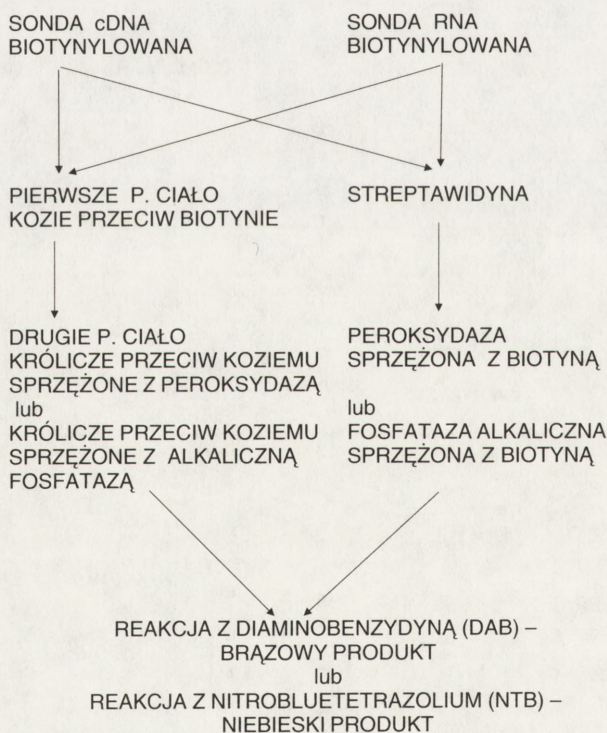 SONDA cDNA
BIOTYNYLOWANA
SONDA RNA
BIOTYNYLOWANA
PIERWSZE P. CIAŁO
KOZIE PRZECIW BIOTYNIE
STREPTAWIDYNA
DRUGIE P. CIAŁO
KRÓLICZE PRZECIW KOZIEMU
SPRZĘŻONE Z PEROKSYDAZĄ
lub
KRÓLICZE PRZECIW KOZIEMU
SPRZĘŻONE Z ALKALICZNĄ
FOSFATAZĄ
PEROKSYDAZA
SPRZĘŻONA Z BIOTYNĄ
lub
FOSFATAZA ALKALICZNA
SPRZĘŻONA Z BIOTYNĄ
REAKCJA Z DIAMINOBENZYDYNĄ (DAB) –
BRĄZOWY PRODUKT
lub
REAKCJA Z NITROBLUETETRAZOLIUM (NTB) –
NIEBIESKI PRODUKT